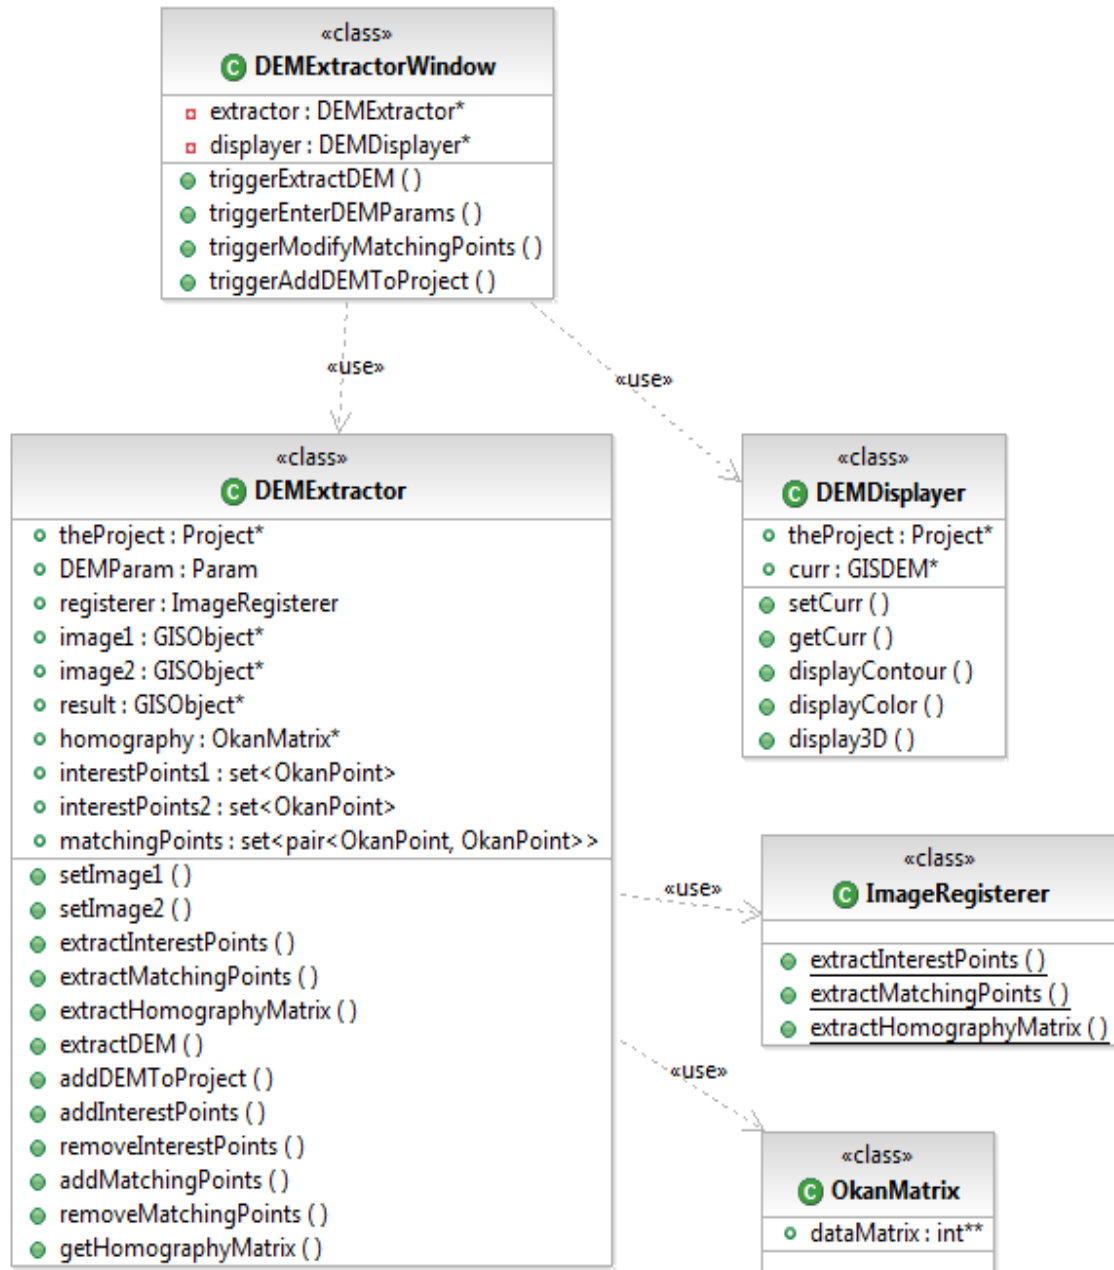 «class»
C DEMExtractorWindow
extractor : DEMExtractor*
displayer : DEMDisplayer*
triggerExtractDEM ( )
triggerEnterDEMParams ( )
triggerModifyMatchingPoints ( )
triggerAddDEMToProject ( )
«use»
«use»
«class»
C DEMExtractor
theProject : Project*
DEMParam : Param
registerer : ImageRegisterer
image1 : GISObject*
image2 : GISObject*
result : GISObject*
homography : OkanMatrix*
interestPoints1 : set<OkanPoint>
interestPoints2 : set<OkanPoint>
matchingPoints : set<pair<OkanPoint, OkanPoint>>
setImage1 ( )
setImage2 ( )
extractInterestPoints ( )
extractMatchingPoints ( )
extractHomographyMatrix ( )
extractDEM ( )
addDEMToProject ( )
addInterestPoints ( )
removeInterestPoints ( )
addMatchingPoints ( )
removeMatchingPoints ( )
getHomographyMatrix ( )
«class»
C DEMDisplayer
theProject : Project*
curr : GISDEM*
setCurr ( )
getCurr ( )
displayContour ( )
displayColor ( )
display3D ( )
«use»
«class»
C ImageRegisterer
extractInterestPoints ( )
extractMatchingPoints ( )
extractHomographyMatrix ( )
«use»
«class»
C OkanMatrix
dataMatrix : int**